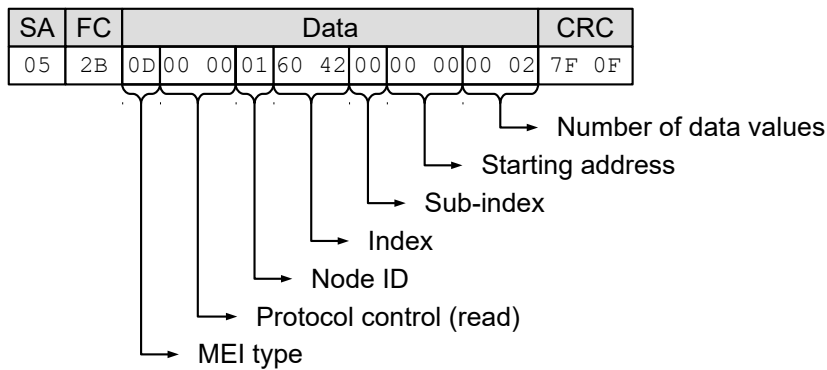 SA FC Data CRC
05 2B 0D 00 00 01 60 42 00 00 00 00 02 7F 0F
Number of data values
Starting address
Sub-index
Index
Node ID
Protocol control (read)
MEI type